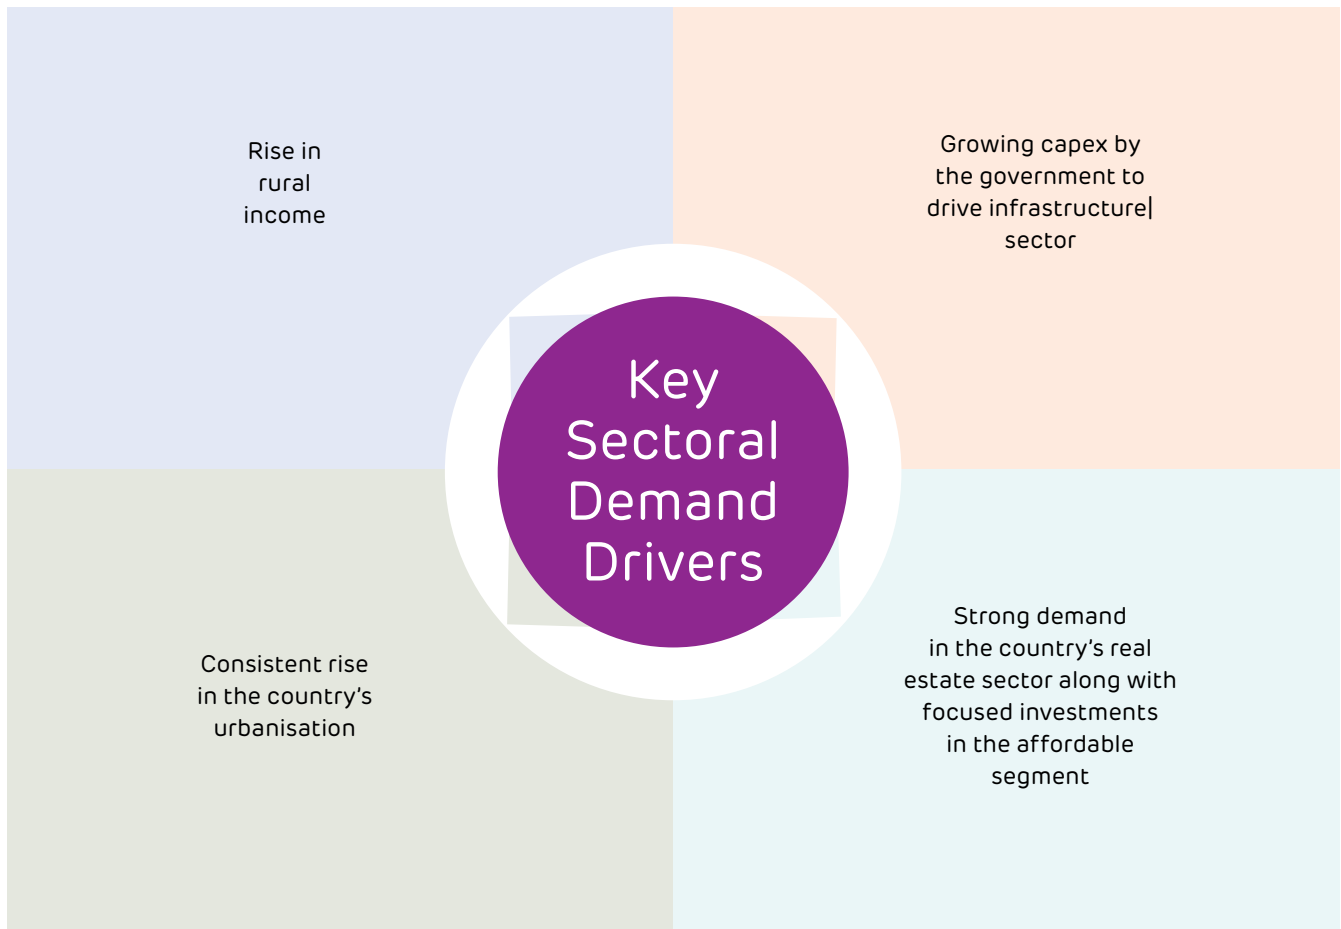 Rise in
rural
income
Growing capex by
the government to
drive infrastructure|
sector
Key
Sectoral
Demand
Drivers
Consistent rise
in the country’s
urbanisation
Strong demand
in the country’s real
estate sector along with
focused investments
in the affordable
segment